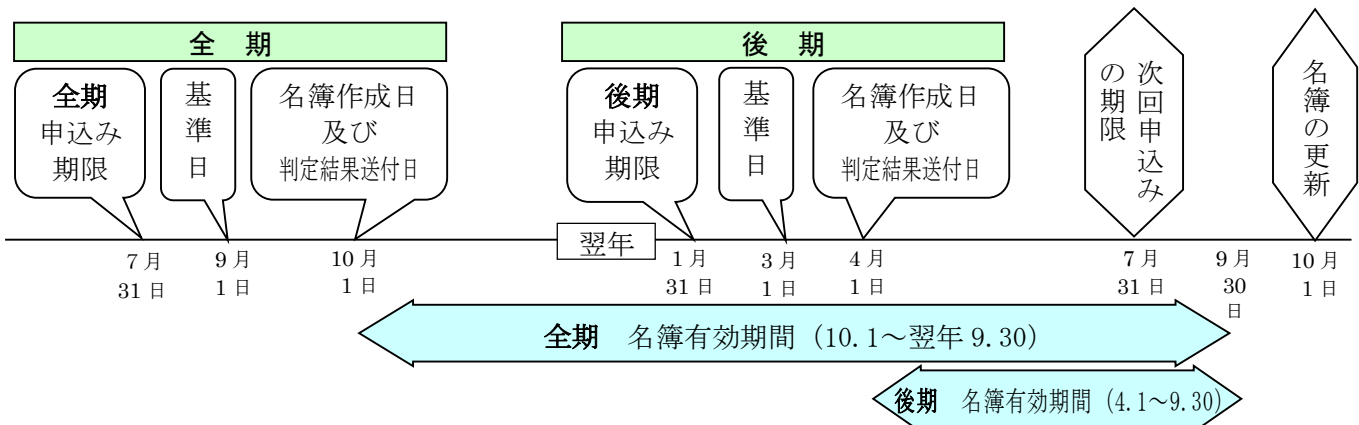 全　期
後　期
全期
申込み
期限
基準日
名簿作成日
及び
判定結果送付日
後期
申込み
期限
基準日
名簿作成日
及び
判定結果送付日
次回申込み
の期限
名簿の更新
翌年
7月
31日
9月
1日
10月
1日
1月
31日
3月
1日
4月
1日
7月
31日
9月
30
日
10月
1日
全期　名簿有効期間（10.1～翌年 9.30）
後期　名簿有効期間（4.1～9.30）